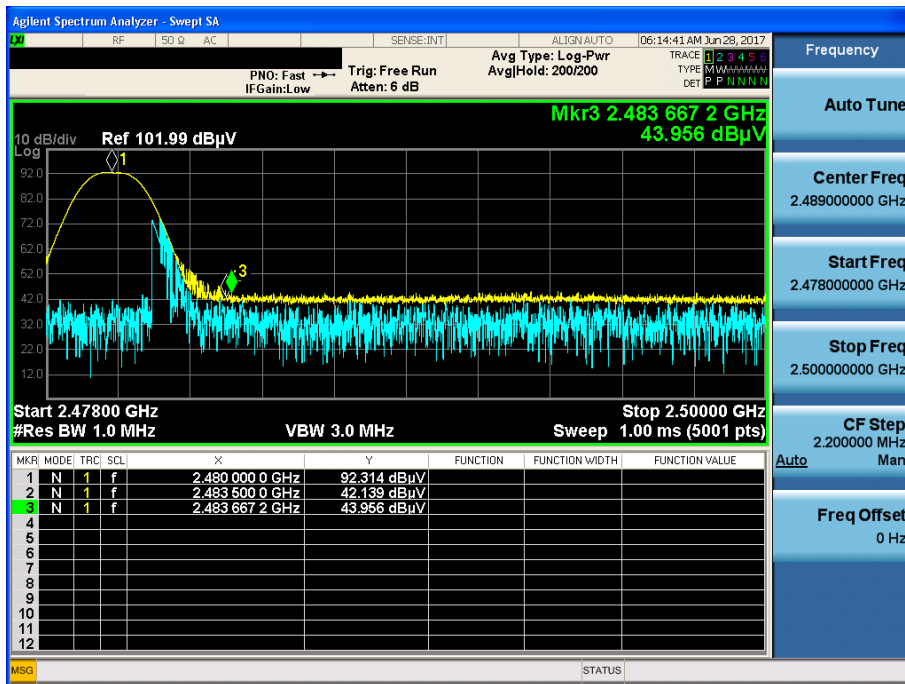 Agilent Spectrum Analyzer - Swept SA
LXI RF 50 Ω AC SENSE:INT ALIGN AUTO 06:14:41 AM Jun 28, 2017
PNO: Fast Trig: Free Run Avg Type: Log-Pwr TRACE 1 2 3 4 5 6
IFGain:Low Atten: 6 dB Avg|Hold: 200/200 TYPE M W W W W W
DET P P N N N N
Mkr3 2.483 667 2 GHz
43.956 dBµV
10 dB/div Ref 101.99 dBµV
Log
92.0
82.0
72.0
62.0
52.0
42.0
32.0
22.0
12.0
1
3
Start 2.47800 GHz Stop 2.50000 GHz
#Res BW 1.0 MHz VBW 3.0 MHz Sweep 1.00 ms (5001 pts)
MKR MODE TRC SCL X Y FUNCTION FUNCTION WIDTH FUNCTION VALUE
1 N 1 f 2.480 000 0 GHz 92.314 dBµV
2 N 1 f 2.483 500 0 GHz 42.139 dBµV
3 N 1 f 2.483 667 2 GHz 43.956 dBµV
4
5
6
7
8
9
10
11
12
MSG STATUS
Frequency
Auto Tune
Center Freq
2.489000000 GHz
Start Freq
2.478000000 GHz
Stop Freq
2.500000000 GHz
CF Step
2.200000 MHz
Auto Man
Freq Offset
0 Hz